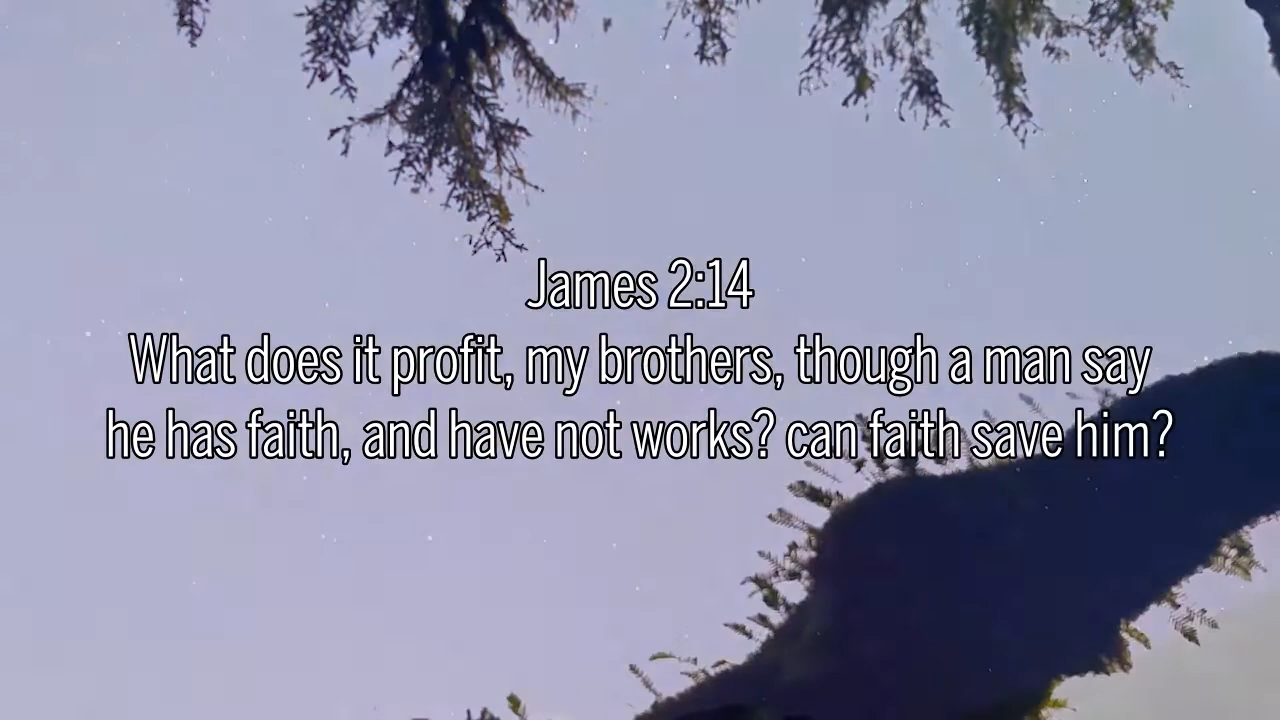 James 2:14
What does it profit, my brothers, though a man say
he has faith, and have not works? can faith save him?